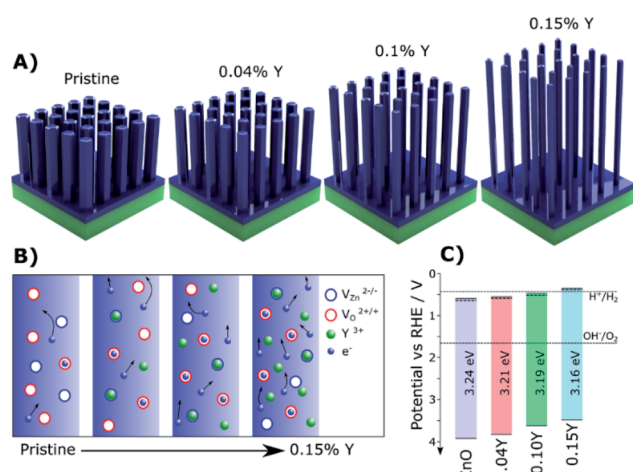 A)
Pristine
0.04% Y
0.1% Y
0.15% Y
B)
V_Zn 2-/-
V_O 2+/+
Y 3+
e-
Pristine
0.15% Y
C)
Potential vs RHE / V
0
1
2
3
4
H+/H2
OH-/O2
3.24 eV
3.21 eV
3.19 eV
3.16 eV
ZnO
.04Y
0.10Y
0.15Y